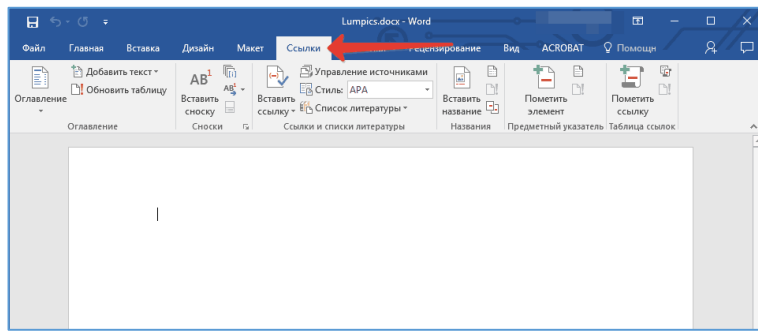 Lumpics.docx - Word
Файл Главная Вставка Дизайн Макет Ссылки Рецензирование Вид ACROBAT Помощн
Оглавление
Добавить текст
Обновить таблицу
Оглавление
AB1
Вставить сноску
AB
Сноски
Вставить ссылку
Управление источниками
Стиль: APA
Список литературы
Ссылки и списки литературы
Вставить название
Названия
Пометить элемент
Предметный указатель
Пометить ссылку
Таблица ссылок